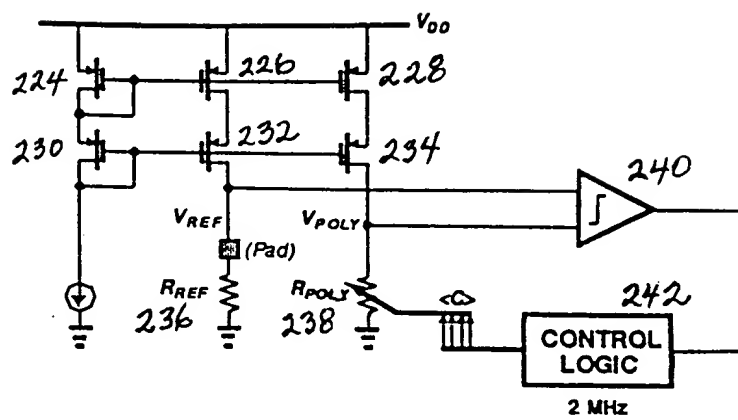 V_DD
224
226
228
230
232
234
240
V_REF
V_POLY
(Pad)
R_REF
R_POLY
<C>
242
236
238
CONTROL
LOGIC
2 MHz